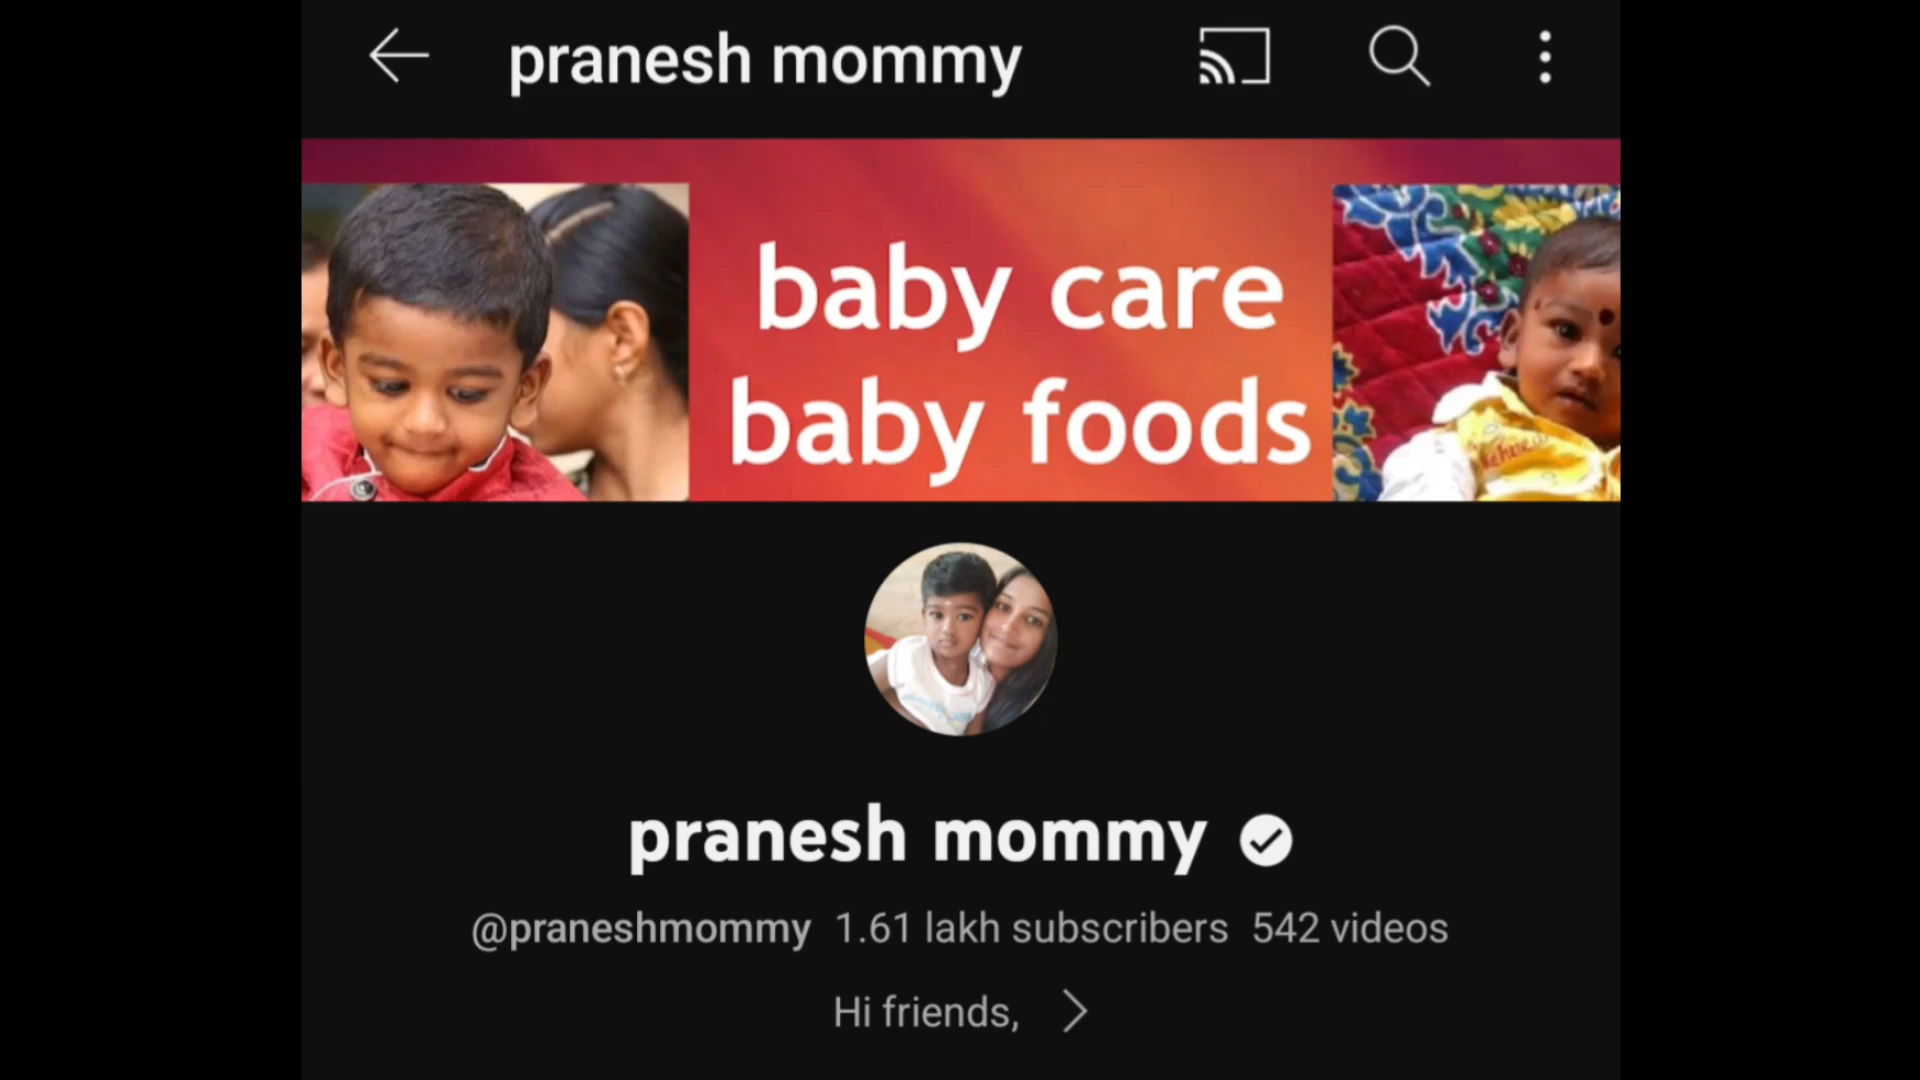 pranesh mommy
baby care
baby foods
pranesh mommy
@praneshmommy 1.61 lakh subscribers 542 videos
Hi friends,